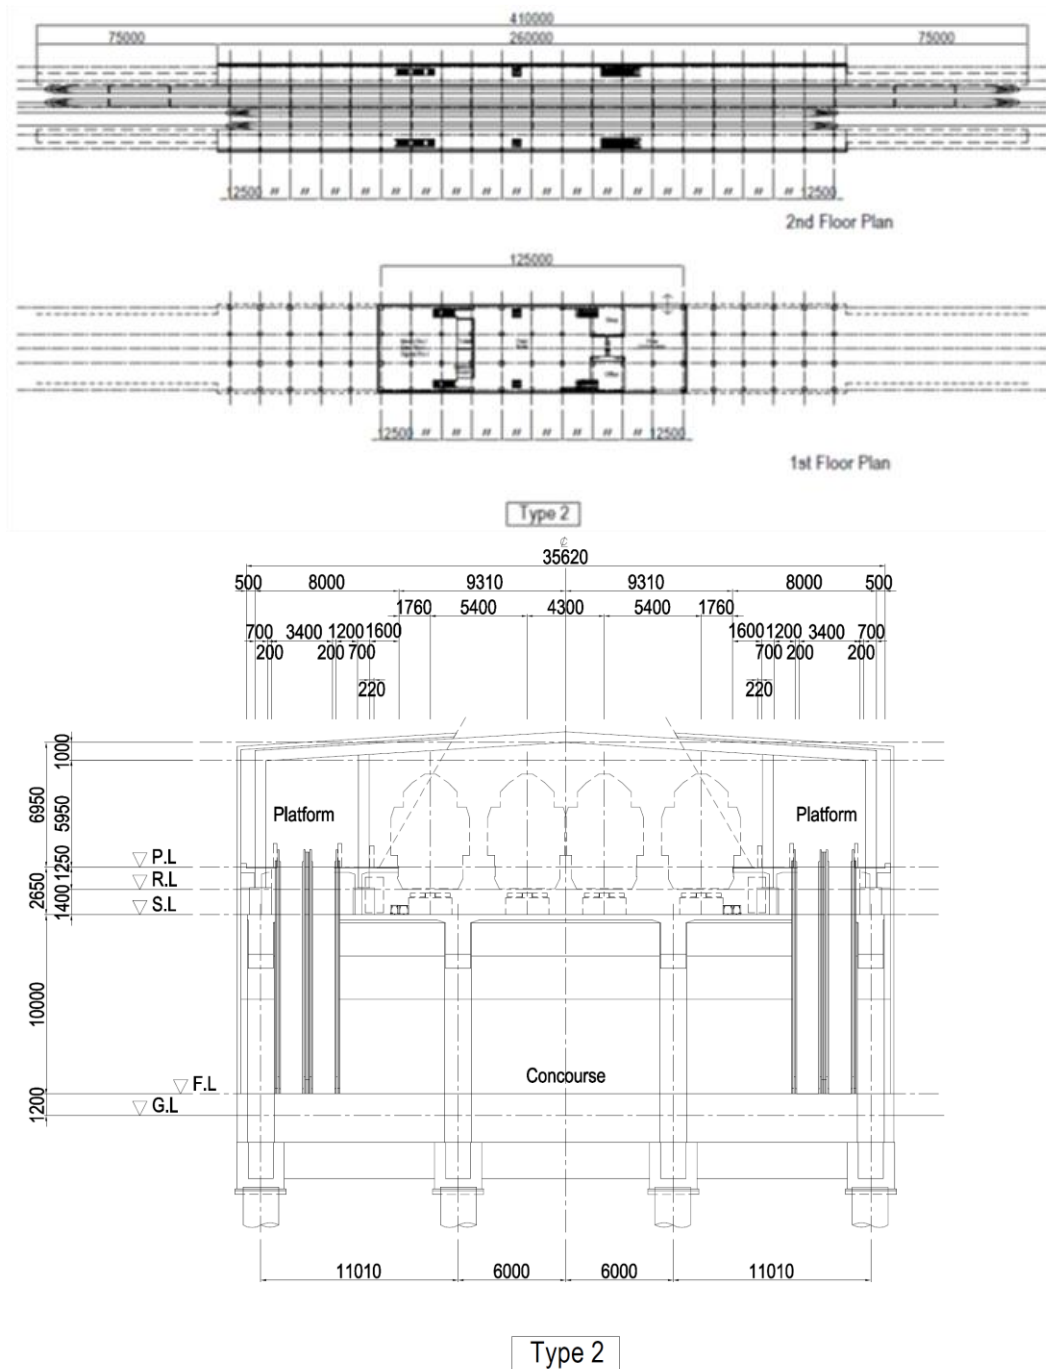 410000
75000 260000 75000
12500 〃 〃 〃 〃 〃 〃 〃 〃 〃 〃 〃 〃 〃 〃 〃 〃 〃 〃 12500
2nd Floor Plan
125000
Shop
Office
12500 〃 〃 〃 〃 〃 〃 〃 〃 12500
1st Floor Plan
Type 2
35620
500 8000 9310 9310 8000 500
1760 5400 4300 5400 1760
700 3400 1200 1600 1600 1200 3400 700
200 200 700 700 200 200
220 220
1000
6950 5950
Platform Platform
P.L
1250
R.L
2650 1400
S.L
10000
Concourse
F.L
1200
G.L
11010 6000 6000 11010
Type 2